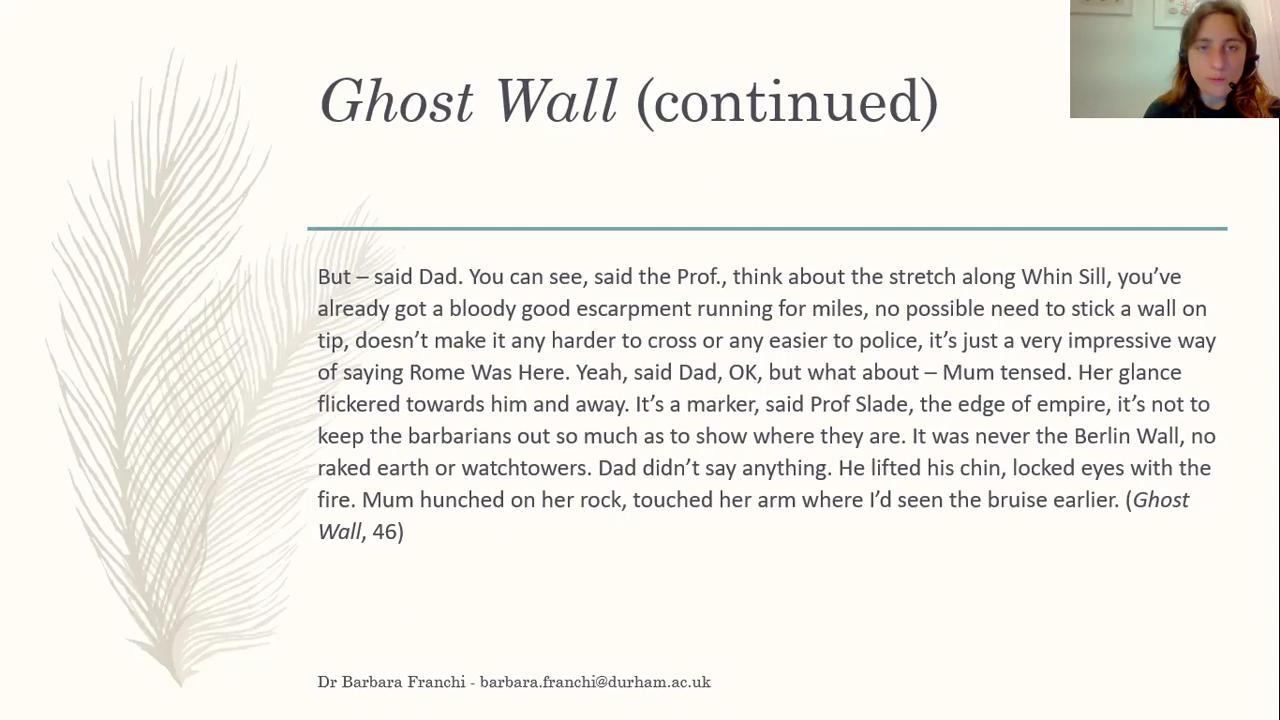 Ghost Wall (continued)
But – said Dad. You can see, said the Prof., think about the stretch along Whin Sill, you’ve
already got a bloody good escarpment running for miles, no possible need to stick a wall on
tip, doesn’t make it any harder to cross or any easier to police, it’s just a very impressive way
of saying Rome Was Here. Yeah, said Dad, OK, but what about – Mum tensed. Her glance
flickered towards him and away. It’s a marker, said Prof Slade, the edge of empire, it’s not to
keep the barbarians out so much as to show where they are. It was never the Berlin Wall, no
raked earth or watchtowers. Dad didn’t say anything. He lifted his chin, locked eyes with the
fire. Mum hunched on her rock, touched her arm where I’d seen the bruise earlier. (Ghost
Wall, 46)
Dr Barbara Franchi - barbara.franchi@durham.ac.uk